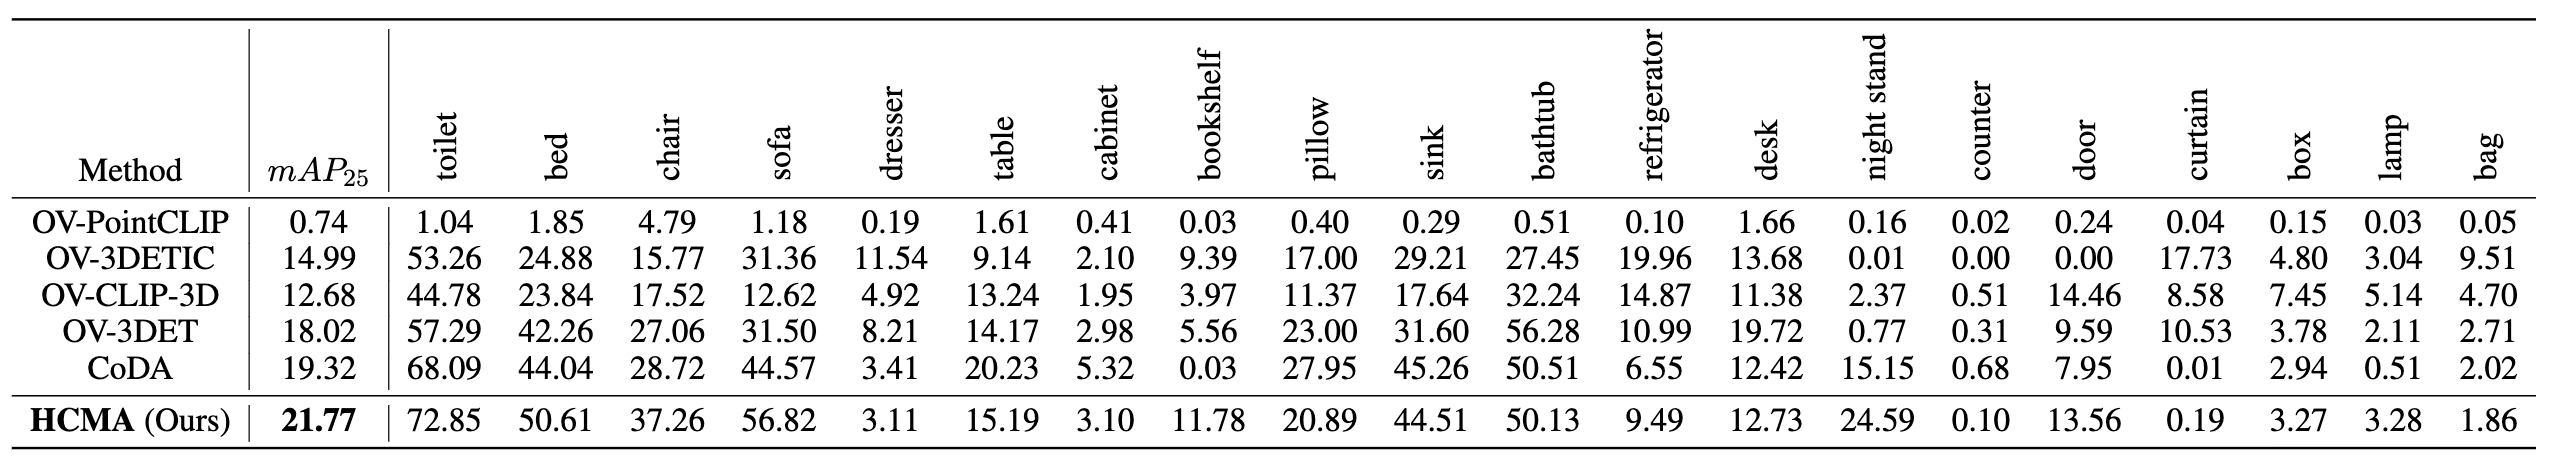 Method mAP25 toilet bed chair sofa dresser table cabinet bookshelf pillow sink bathtub refrigerator desk night stand counter door curtain box lamp bag
OV-PointCLIP 0.74 1.04 1.85 4.79 1.18 0.19 1.61 0.41 0.03 0.40 0.29 0.51 0.10 1.66 0.16 0.02 0.24 0.04 0.15 0.03 0.05
OV-3DETIC 14.99 53.26 24.88 15.77 31.36 11.54 9.14 2.10 9.39 17.00 29.21 27.45 19.96 13.68 0.01 0.00 0.00 17.73 4.80 3.04 9.51
OV-CLIP-3D 12.68 44.78 23.84 17.52 12.62 4.92 13.24 1.95 3.97 11.37 17.64 32.24 14.87 11.38 2.37 0.51 14.46 8.58 7.45 5.14 4.70
OV-3DET 18.02 57.29 42.26 27.06 31.50 8.21 14.17 2.98 5.56 23.00 31.60 56.28 10.99 19.72 0.77 0.31 9.59 10.53 3.78 2.11 2.71
CoDA 19.32 68.09 44.04 28.72 44.57 3.41 20.23 5.32 0.03 27.95 45.26 50.51 6.55 12.42 15.15 0.68 7.95 0.01 2.94 0.51 2.02
HCMA (Ours) 21.77 72.85 50.61 37.26 56.82 3.11 15.19 3.10 11.78 20.89 44.51 50.13 9.49 12.73 24.59 0.10 13.56 0.19 3.27 3.28 1.86